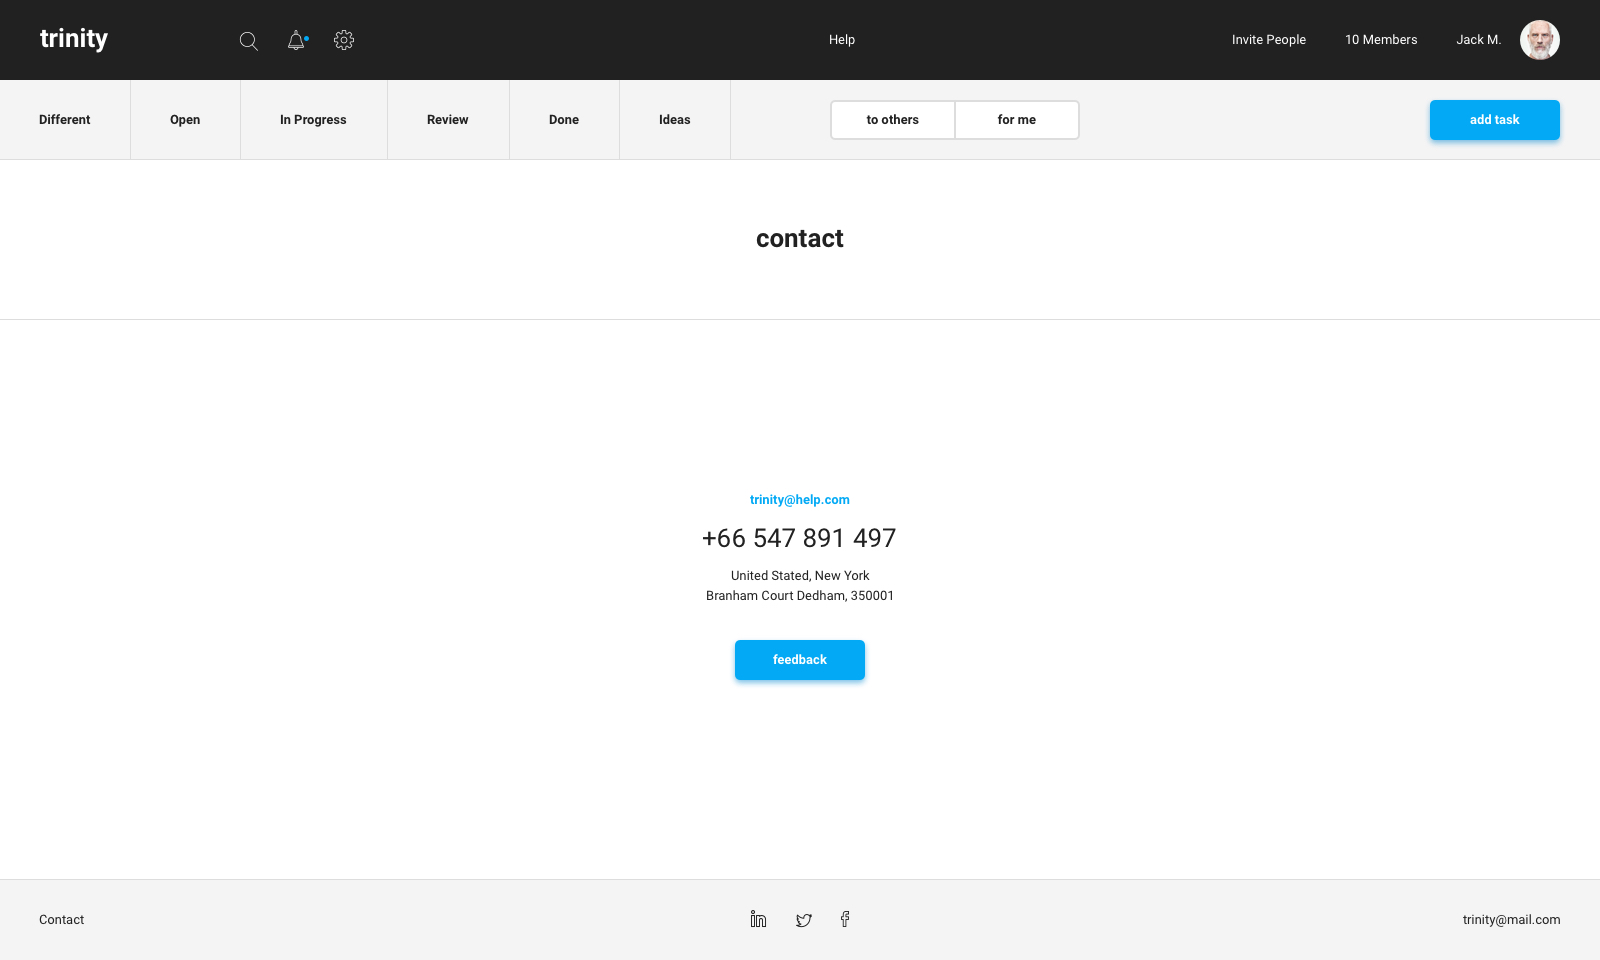 trinity
Help
Invite People
10 Members
Jack M.
Different
Open
In Progress
Review
Done
Ideas
to others
for me
add task
contact
trinity@help.com
+66 547 891 497
United Stated, New York
Branham Court Dedham, 350001
feedback
Contact
trinity@mail.com